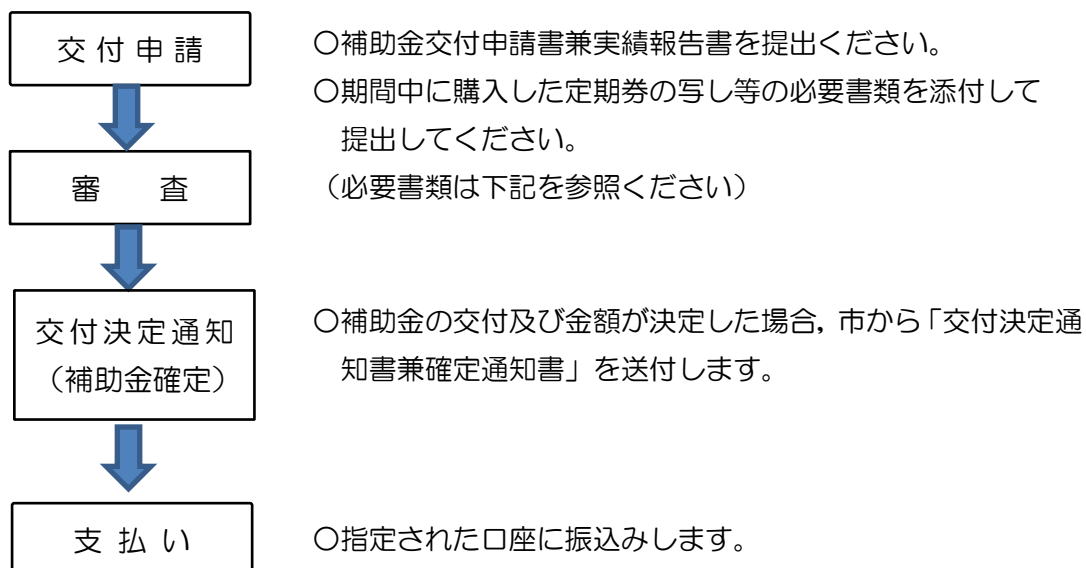 交付申請
〇補助金交付申請書兼実績報告書を提出ください。
〇期間中に購入した定期券の写し等の必要書類を添付して
提出してください。
（必要書類は下記を参照ください）
審　　査
交付決定通知
（補助金確定）
〇補助金の交付及び金額が決定した場合，市から「交付決定通
知書兼確定通知書」を送付します。
支払い
〇指定された口座に振込みします。